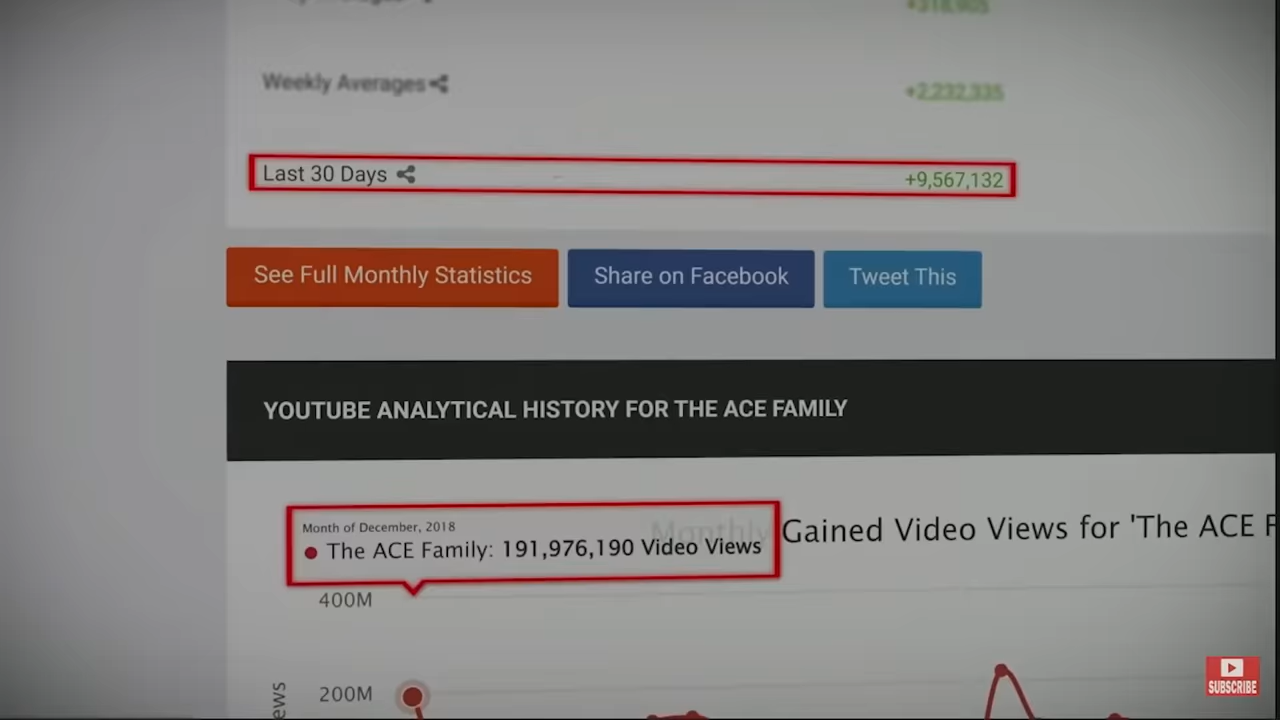 Weekly Averages
+2,232,335
Last 30 Days
+9,567,132
See Full Monthly Statistics
Share on Facebook
Tweet This
YOUTUBE ANALYTICAL HISTORY FOR THE ACE FAMILY
Month of December, 2018
The ACE Family: 191,976,190 Video Views
Monthly Gained Video Views for 'The ACE F
400M
200M
SUBSCRIBE